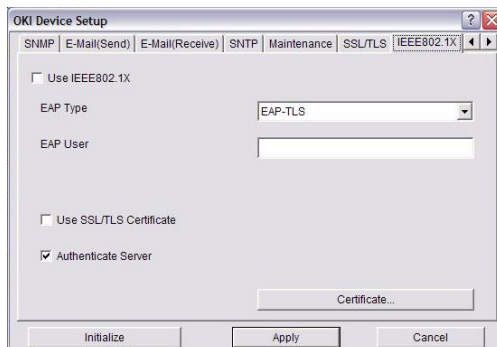 OKI Device Setup
SNMP E-Mail(Send) E-Mail(Receive) SNTP Maintenance SSL/TLS IEEE802.1X
Use IEEE802.1X
EAP Type EAP-TLS
EAP User
Use SSL/TLS Certificate
Authenticate Server
Certificate...
Initialize Apply Cancel